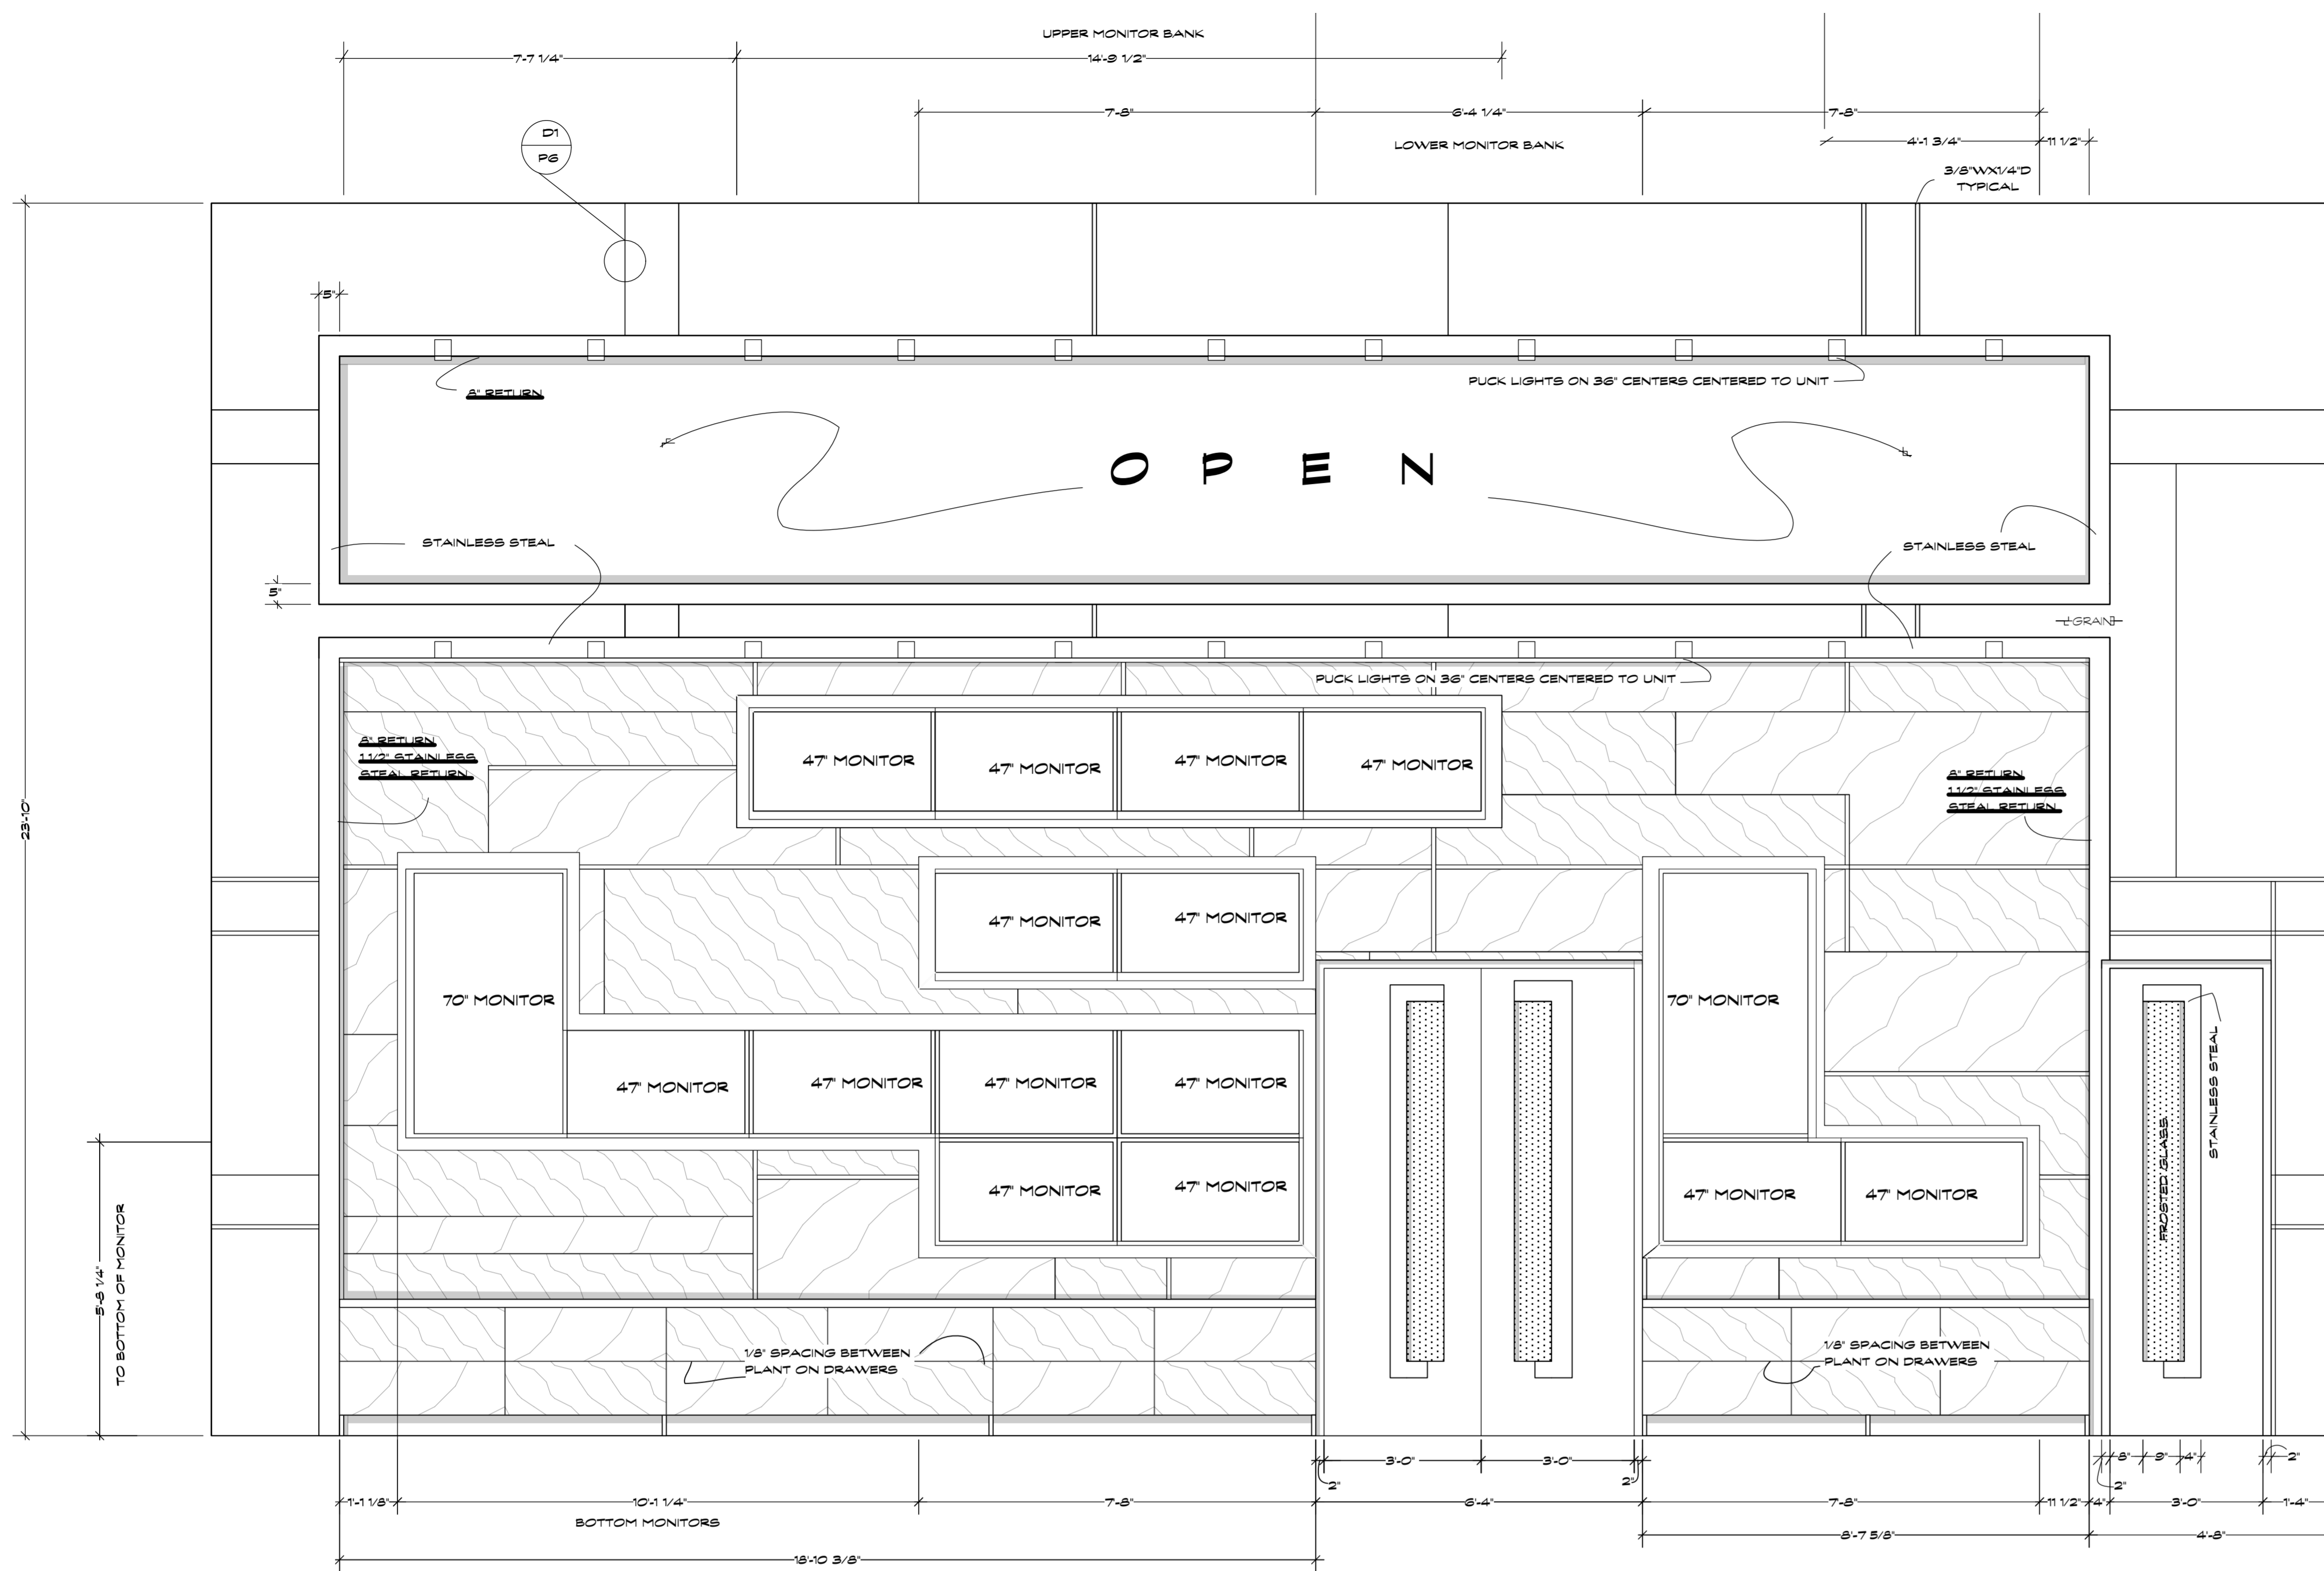 UPPER MONITOR BANK
7-7 1/4"
14'-9 1/2"
7'-8"
6'-4 1/4"
7'-8"
LOWER MONITOR BANK
4'-1 3/4"
11 1/2"
D1
P6
3/8"WX1/4"D
TYPICAL
5"
8" RETURN
PUCK LIGHTS ON 36" CENTERS CENTERED TO UNIT
O P E N
STAINLESS STEAL
STAINLESS STEAL
5"
GRAIN
PUCK LIGHTS ON 36" CENTERS CENTERED TO UNIT
8" RETURN
1 1/2" STAINLESS
STEAL RETURN
47" MONITOR
47" MONITOR
47" MONITOR
47" MONITOR
8" RETURN
1 1/2" STAINLESS
STEAL RETURN
23'-10"
47" MONITOR
47" MONITOR
70" MONITOR
70" MONITOR
47" MONITOR
47" MONITOR
47" MONITOR
47" MONITOR
STAINLESS STEAL
FROSTED GLASS
47" MONITOR
47" MONITOR
47" MONITOR
47" MONITOR
5'-8 1/4"
TO BOTTOM OF MONITOR
1/8" SPACING BETWEEN
PLANT ON DRAWERS
1/8" SPACING BETWEEN
PLANT ON DRAWERS
3'-0"
3'-0"
2"
2"
8"
9"
4"
2"
2"
1'-1 1/8"
10'-1 1/4"
7'-8"
6'-4"
7'-8"
11 1/2"
4"
3'-0"
1'-4"
BOTTOM MONITORS
8'-7 5/8"
4'-8"
18'-10 3/8"